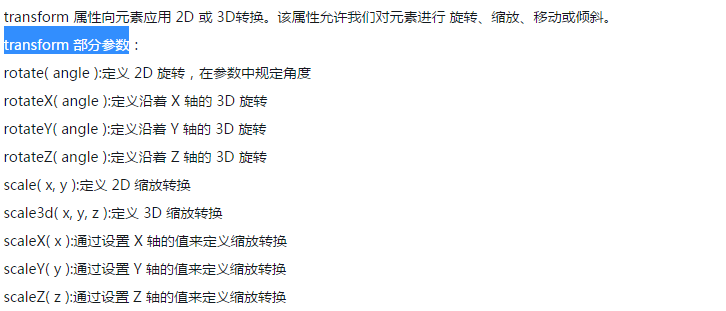 transform 属性向元素应用 2D 或 3D转换。该属性允许我们对元素进行 旋转、缩放、移动或倾斜。
transform 部分参数：
rotate( angle ):定义 2D 旋转，在参数中规定角度
rotateX( angle ):定义沿着 X 轴的 3D 旋转
rotateY( angle ):定义沿着 Y 轴的 3D 旋转
rotateZ( angle ):定义沿着 Z 轴的 3D 旋转
scale( x, y ):定义 2D 缩放转换
scale3d( x, y, z ):定义 3D 缩放转换
scaleX( x ):通过设置 X 轴的值来定义缩放转换
scaleY( y ):通过设置 Y 轴的值来定义缩放转换
scaleZ( z ):通过设置 Z 轴的值来定义缩放转换